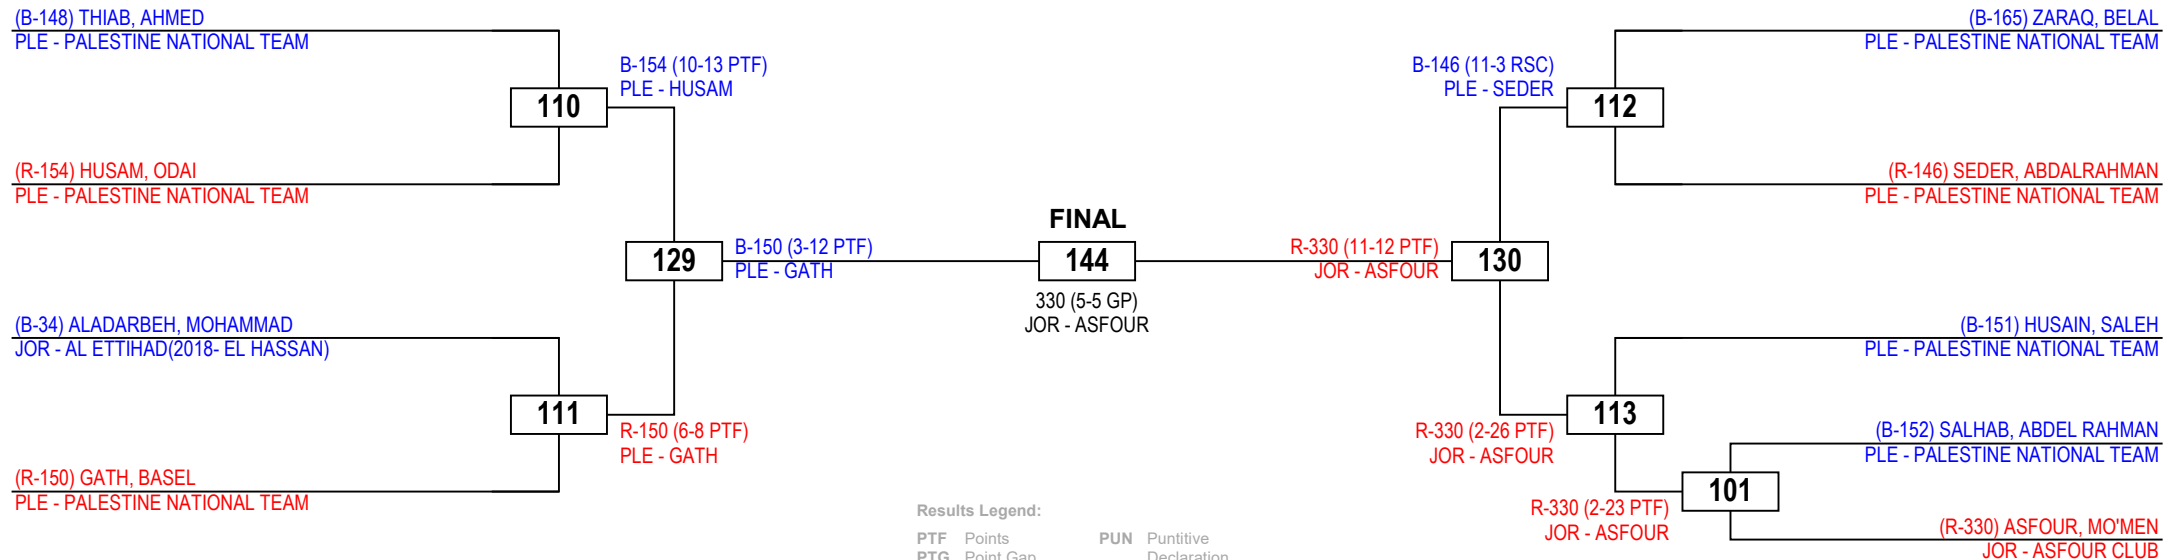 (B-148) THIAB, AHMED
PLE - PALESTINE NATIONAL TEAM
B-154 (10-13 PTF)
PLE - HUSAM
110
(R-154) HUSAM, ODAI
PLE - PALESTINE NATIONAL TEAM
129
B-150 (3-12 PTF)
PLE - GATH
(B-34) ALADARBEH, MOHAMMAD
JOR - AL ETTIHAD(2018- EL HASSAN)
111
R-150 (6-8 PTF)
PLE - GATH
(R-150) GATH, BASEL
PLE - PALESTINE NATIONAL TEAM
FINAL
144
330 (5-5 GP)
JOR - ASFOUR
(B-165) ZARAQ, BELAL
PLE - PALESTINE NATIONAL TEAM
B-146 (11-3 RSC)
PLE - SEDER
112
(R-146) SEDER, ABDALRAHMAN
PLE - PALESTINE NATIONAL TEAM
R-330 (11-12 PTF)
JOR - ASFOUR
130
(B-151) HUSAIN, SALEH
PLE - PALESTINE NATIONAL TEAM
113
R-330 (2-26 PTF)
JOR - ASFOUR
(B-152) SALHAB, ABDEL RAHMAN
PLE - PALESTINE NATIONAL TEAM
101
R-330 (2-23 PTF)
JOR - ASFOUR
(R-330) ASFOUR, MO'MEN
JOR - ASFOUR CLUB
Results Legend:
PTF Points PUN Puntitive
PTG Point Gap Declaration